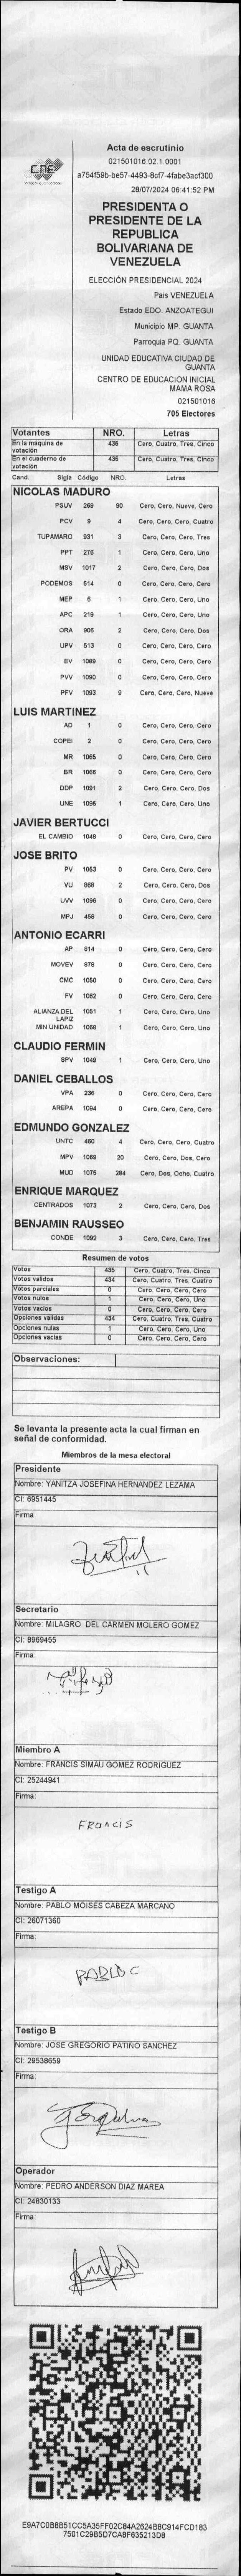 CNE
Acta de escrutinio
021501016.02.1.0001
a754f59b-be57-4493-8cf7-4fabe3acf300
28/07/2024 06:41:52 PM
PRESIDENTA O
PRESIDENTE DE LA
REPUBLICA
BOLIVARIANA DE
VENEZUELA
ELECCIÓN PRESIDENCIAL 2024
Pais VENEZUELA
Estado EDO. ANZOATEGUI
Municipio MP. GUANTA
Parroquia PQ. GUANTA
UNIDAD EDUCATIVA CIUDAD DE
GUANTA
CENTRO DE EDUCACION INICIAL
MAMA ROSA
021501016
705 Electores
Votantes NRO. Letras
En la máquina de votación 435 Cero, Cuatro, Tres, Cinco
En el cuaderno de votación 435 Cero, Cuatro, Tres, Cinco
Cand. Sigla Código NRO. Letras
NICOLAS MADURO
PSUV 269 90 Cero, Cero, Nueve, Cero
PCV 9 4 Cero, Cero, Cero, Cuatro
TUPAMARO 931 3 Cero, Cero, Cero, Tres
PPT 276 1 Cero, Cero, Cero, Uno
MSV 1017 2 Cero, Cero, Cero, Dos
PODEMOS 614 0 Cero, Cero, Cero, Cero
MEP 6 1 Cero, Cero, Cero, Uno
APC 219 1 Cero, Cero, Cero, Uno
ORA 906 2 Cero, Cero, Cero, Dos
UPV 513 0 Cero, Cero, Cero, Cero
EV 1089 0 Cero, Cero, Cero, Cero
PVV 1090 0 Cero, Cero, Cero, Cero
PFV 1093 9 Cero, Cero, Cero, Nueve
LUIS MARTINEZ
AD 1 0 Cero, Cero, Cero, Cero
COPEI 2 0 Cero, Cero, Cero, Cero
MR 1065 0 Cero, Cero, Cero, Cero
BR 1066 0 Cero, Cero, Cero, Cero
DDP 1091 2 Cero, Cero, Cero, Dos
UNE 1095 1 Cero, Cero, Cero, Uno
JAVIER BERTUCCI
EL CAMBIO 1048 0 Cero, Cero, Cero, Cero
JOSE BRITO
PV 1053 0 Cero, Cero, Cero, Cero
VU 968 2 Cero, Cero, Cero, Dos
UVV 1096 0 Cero, Cero, Cero, Cero
MPJ 458 0 Cero, Cero, Cero, Cero
ANTONIO ECARRI
AP 914 0 Cero, Cero, Cero, Cero
MOVEV 878 0 Cero, Cero, Cero, Cero
CMC 1050 0 Cero, Cero, Cero, Cero
FV 1062 0 Cero, Cero, Cero, Cero
ALIANZA DEL LAPIZ 1051 1 Cero, Cero, Cero, Uno
MIN UNIDAD 1068 1 Cero, Cero, Cero, Uno
CLAUDIO FERMIN
SPV 1049 1 Cero, Cero, Cero, Uno
DANIEL CEBALLOS
VPA 236 0 Cero, Cero, Cero, Cero
AREPA 1094 0 Cero, Cero, Cero, Cero
EDMUNDO GONZALEZ
UNTC 460 4 Cero, Cero, Cero, Cuatro
MPV 1069 20 Cero, Cero, Dos, Cero
MUD 1075 284 Cero, Dos, Ocho, Cuatro
ENRIQUE MARQUEZ
CENTRADOS 1073 2 Cero, Cero, Cero, Dos
BENJAMIN RAUSSEO
CONDE 1092 3 Cero, Cero, Cero, Tres
Resumen de votos
Votos 435 Cero, Cuatro, Tres, Cinco
Votos validos 434 Cero, Cuatro, Tres, Cuatro
Votos parciales 0 Cero, Cero, Cero, Cero
Votos nulos 1 Cero, Cero, Cero, Uno
Votos vacios 0 Cero, Cero, Cero, Cero
Opciones validas 434 Cero, Cuatro, Tres, Cuatro
Opciones nulas 1 Cero, Cero, Cero, Uno
Opciones vacias 0 Cero, Cero, Cero, Cero
Observaciones:
Se levanta la presente acta la cual firman en
señal de conformidad.
Miembros de la mesa electoral
Presidente
Nombre: YANITZA JOSEFINA HERNANDEZ LEZAMA
CI: 6951445
Firma:
Secretario
Nombre: MILAGRO DEL CARMEN MOLERO GOMEZ
CI: 8969455
Firma:
Miembro A
Nombre: FRANCIS SIMAU GOMEZ RODRIGUEZ
CI: 25244941
Firma:
FRANCIS
Testigo A
Nombre: PABLO MOISES CABEZA MARCANO
CI: 26071360
Firma:
PABLO C
Testigo B
Nombre: JOSE GREGORIO PATIÑO SANCHEZ
CI: 29538659
Firma:
Operador
Nombre: PEDRO ANDERSON DIAZ MAREA
CI: 24830133
Firma:
E9A7C0B8B51CC5A35FF02C84A2624B8C914FCD183
7501C29B5D7CA8F635213D8